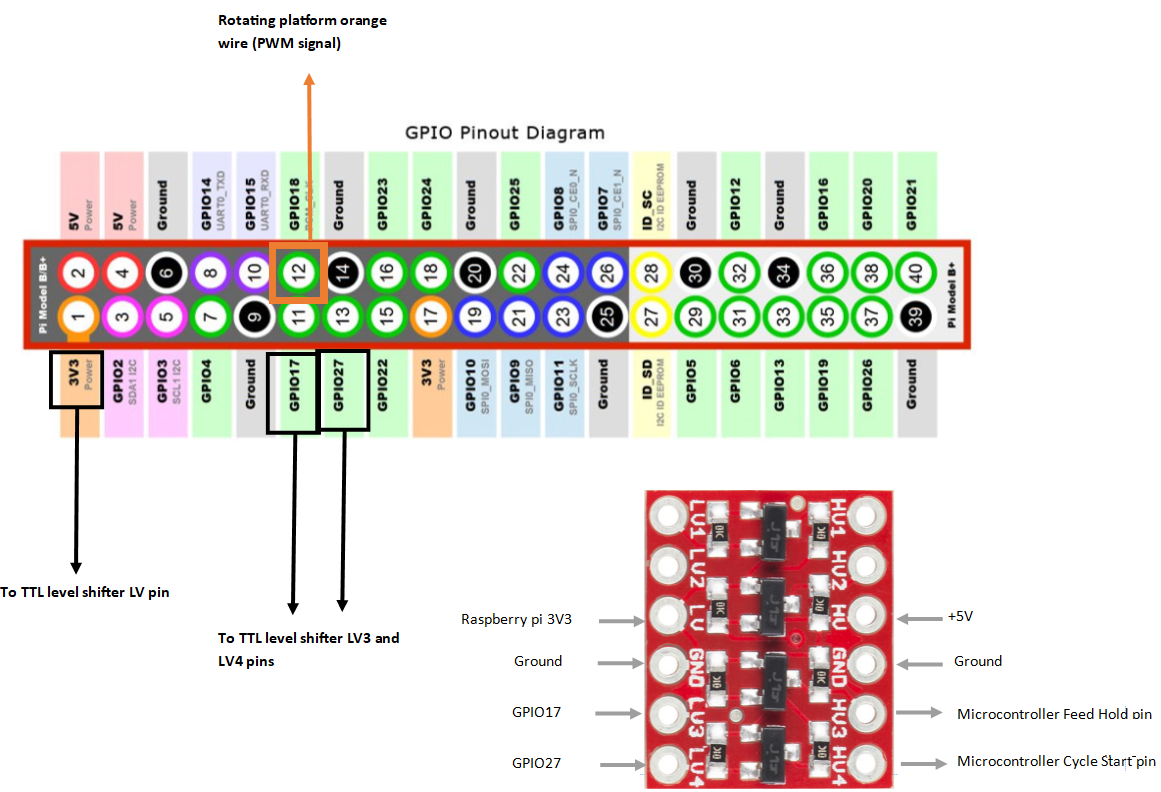 Rotating platform orange
wire (PWM signal)
GPIO Pinout Diagram
5V
Power
5V
Power
Ground
GPIO14
UART0_TXD
GPIO15
UART0_RXD
GPIO18
Ground
GPIO23
GPIO24
Ground
GPIO25
GPIO8
SPI0_CE0_N
GPIO7
SPI0_CE1_N
ID_SC
I2C ID EEPROM
Ground
GPIO12
Ground
GPIO16
GPIO20
GPIO21
Pi Model B/B+
2 4 6 8 10 12 14 16 18 20 22 24 26 28 30 32 34 36 38 40
1 3 5 7 9 11 13 15 17 19 21 23 25 27 29 31 33 35 37 39
Pi Model B+
3V3
Power
GPIO2
SDA1 I2C
GPIO3
SCL1 I2C
GPIO4
Ground
GPIO17
GPIO27
GPIO22
3V3
Power
GPIO10
SPI0_MOSI
GPIO9
SPI0_MISO
GPIO11
SPI0_SCLK
Ground
ID_SD
I2C ID EEPROM
GPIO5
GPIO6
GPIO13
GPIO19
GPIO26
Ground
To TTL level shifter LV pin
To TTL level shifter LV3 and
LV4 pins
Raspberry pi 3V3
Ground
GPIO17
GPIO27
LV1
LV2
LV
GND
LV3
LV4
HV1
HV2
HV
GND
HV3
HV4
+5V
Ground
Microcontroller Feed Hold pin
Microcontroller Cycle Start pin